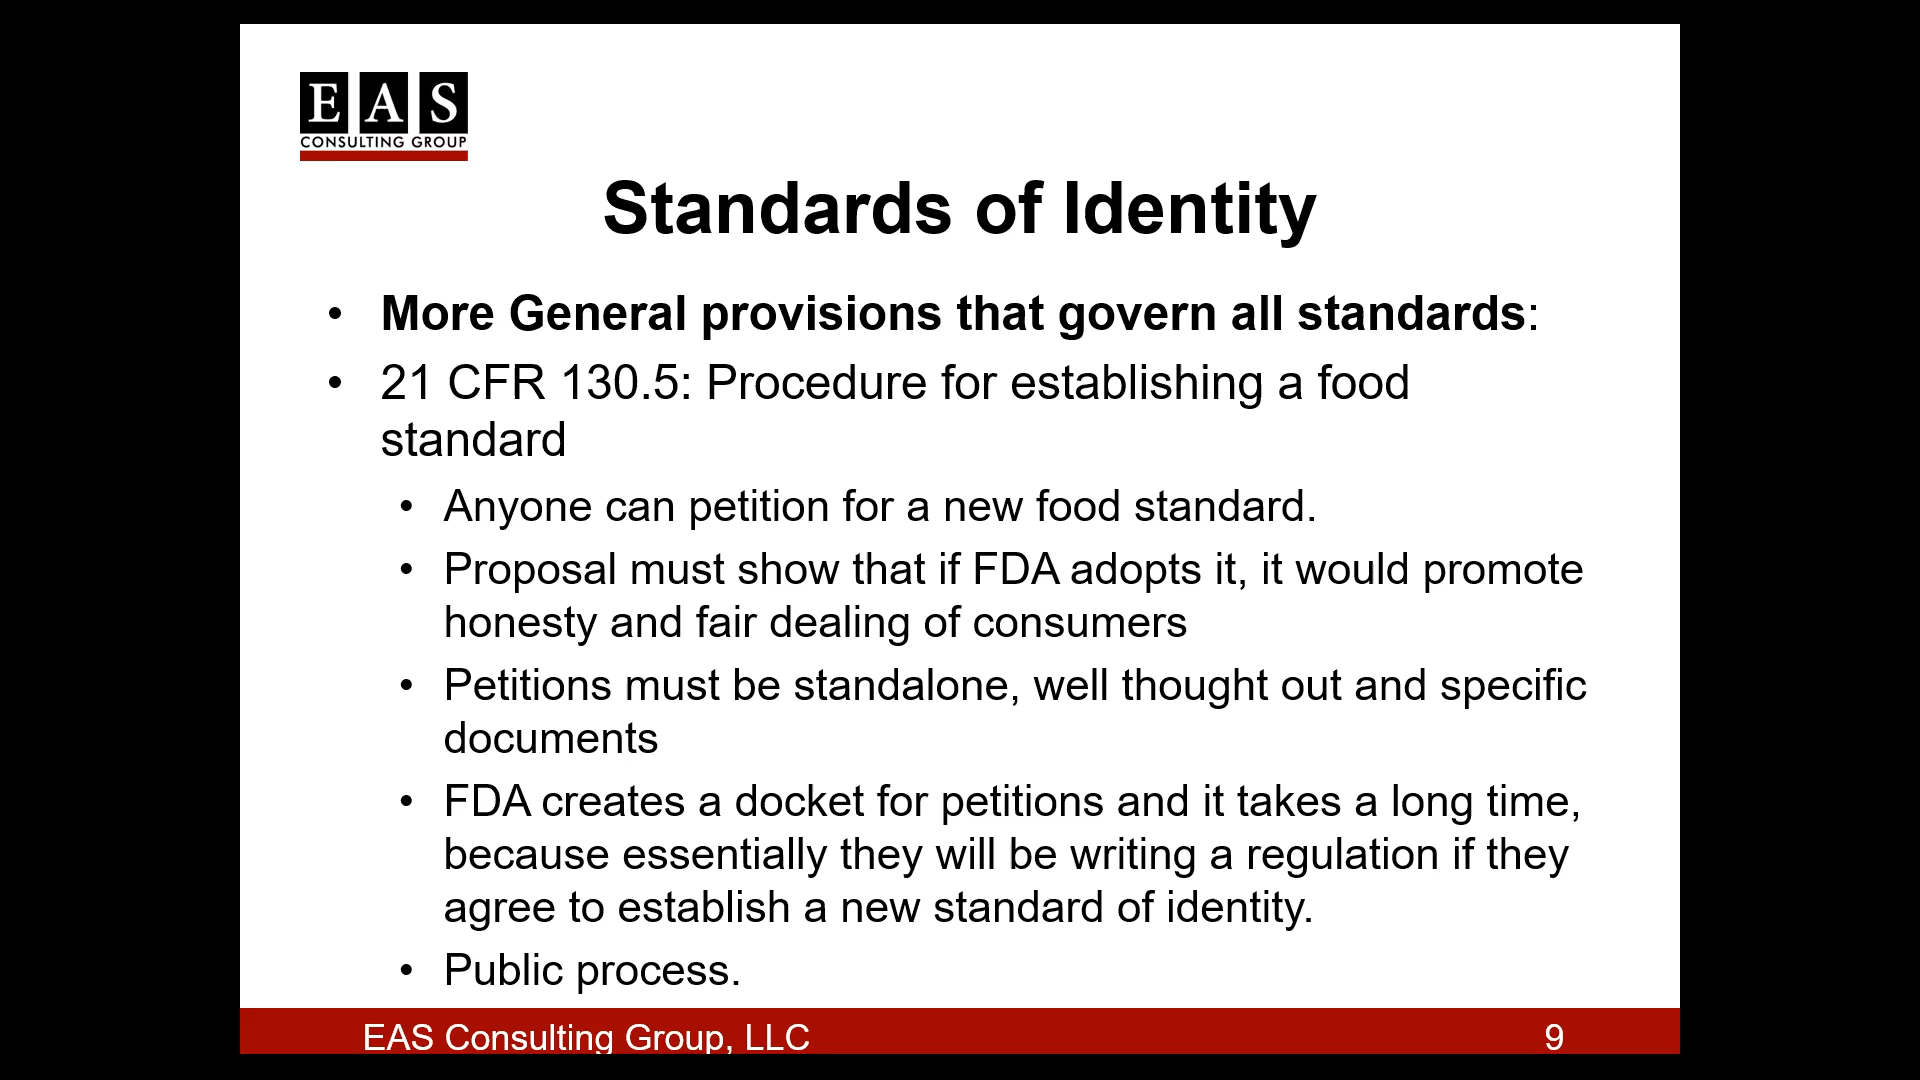 EAS
CONSULTING GROUP
Standards of Identity
• More General provisions that govern all standards:
• 21 CFR 130.5: Procedure for establishing a food
standard
• Anyone can petition for a new food standard.
• Proposal must show that if FDA adopts it, it would promote
honesty and fair dealing of consumers
• Petitions must be standalone, well thought out and specific
documents
• FDA creates a docket for petitions and it takes a long time,
because essentially they will be writing a regulation if they
agree to establish a new standard of identity.
• Public process.
EAS Consulting Group, LLC
9